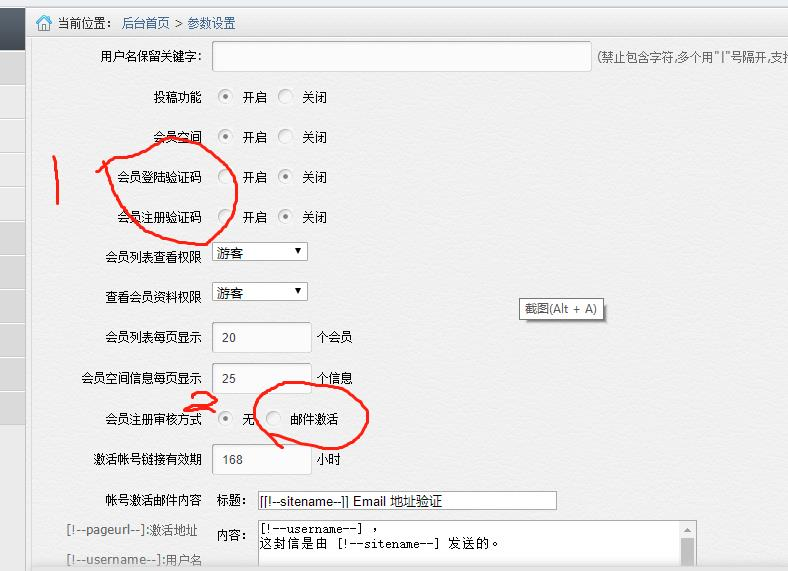 当前位置： 后台首页 > 参数设置
用户名保留关键字： (禁止包含字符,多个用"|"号隔开,支持
投稿功能 开启 关闭
会员空间 开启 关闭
1 会员登陆验证码 开启 关闭
会员注册验证码 开启 关闭
会员列表查看权限 游客
查看会员资料权限 游客
截图(Alt + A)
会员列表每页显示 20 个会员
会员空间信息每页显示 25 个信息
2
会员注册审核方式 无 邮件激活
激活帐号链接有效期 168 小时
帐号激活邮件内容 标题： [[!--sitename--]] Email 地址验证
[!--pageurl--]:激活地址 内容： [!--username--] ，
这封信是由 [!--sitename--] 发送的。
[!--username--]:用户名